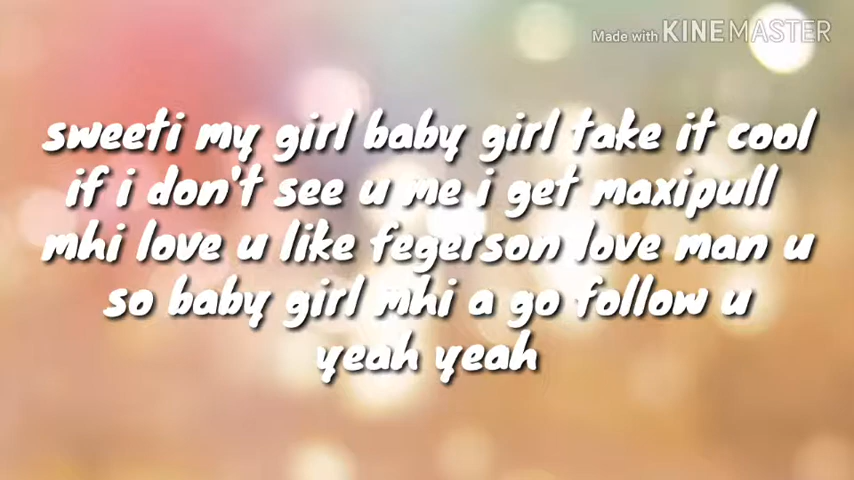 Made with KINEMASTER
sweeti my girl baby girl take it cool
if i don't see u me i get maxipull
mhi love u like fegerson love man u
so baby girl mhi a go follow u
yeah yeah